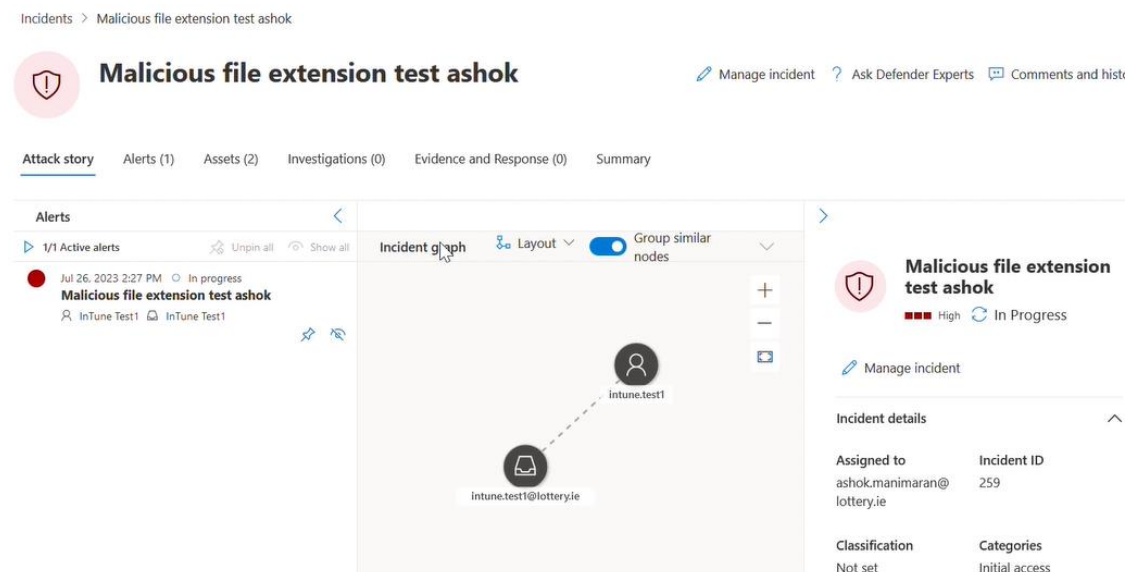 Incidents > Malicious file extension test ashok
Malicious file extension test ashok
Manage incident ? Ask Defender Experts Comments and histo
Attack story Alerts (1) Assets (2) Investigations (0) Evidence and Response (0) Summary
Alerts
1/1 Active alerts Unpin all Show all
Jul 26, 2023 2:27 PM In progress
Malicious file extension test ashok
InTune Test1 InTune Test1
Incident graph Layout Group similar
nodes
intune.test1
intune.test1@lottery.ie
Malicious file extension
test ashok
High In Progress
Manage incident
Incident details
Assigned to Incident ID
ashok.manimaran@ 259
lottery.ie
Classification Categories
Not set Initial access